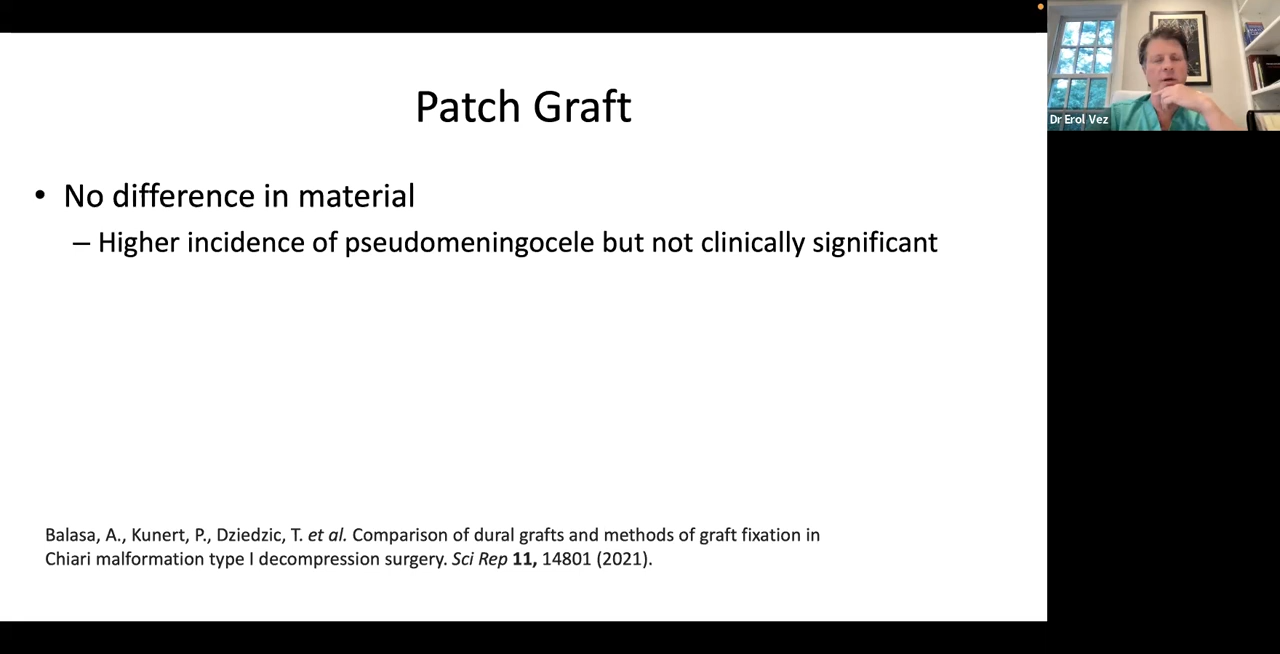 Patch Graft
• No difference in material
– Higher incidence of pseudomeningocele but not clinically significant
Balasa, A., Kunert, P., Dziedzic, T. et al. Comparison of dural grafts and methods of graft fixation in
Chiari malformation type I decompression surgery. Sci Rep 11, 14801 (2021).
Dr Erol Vez